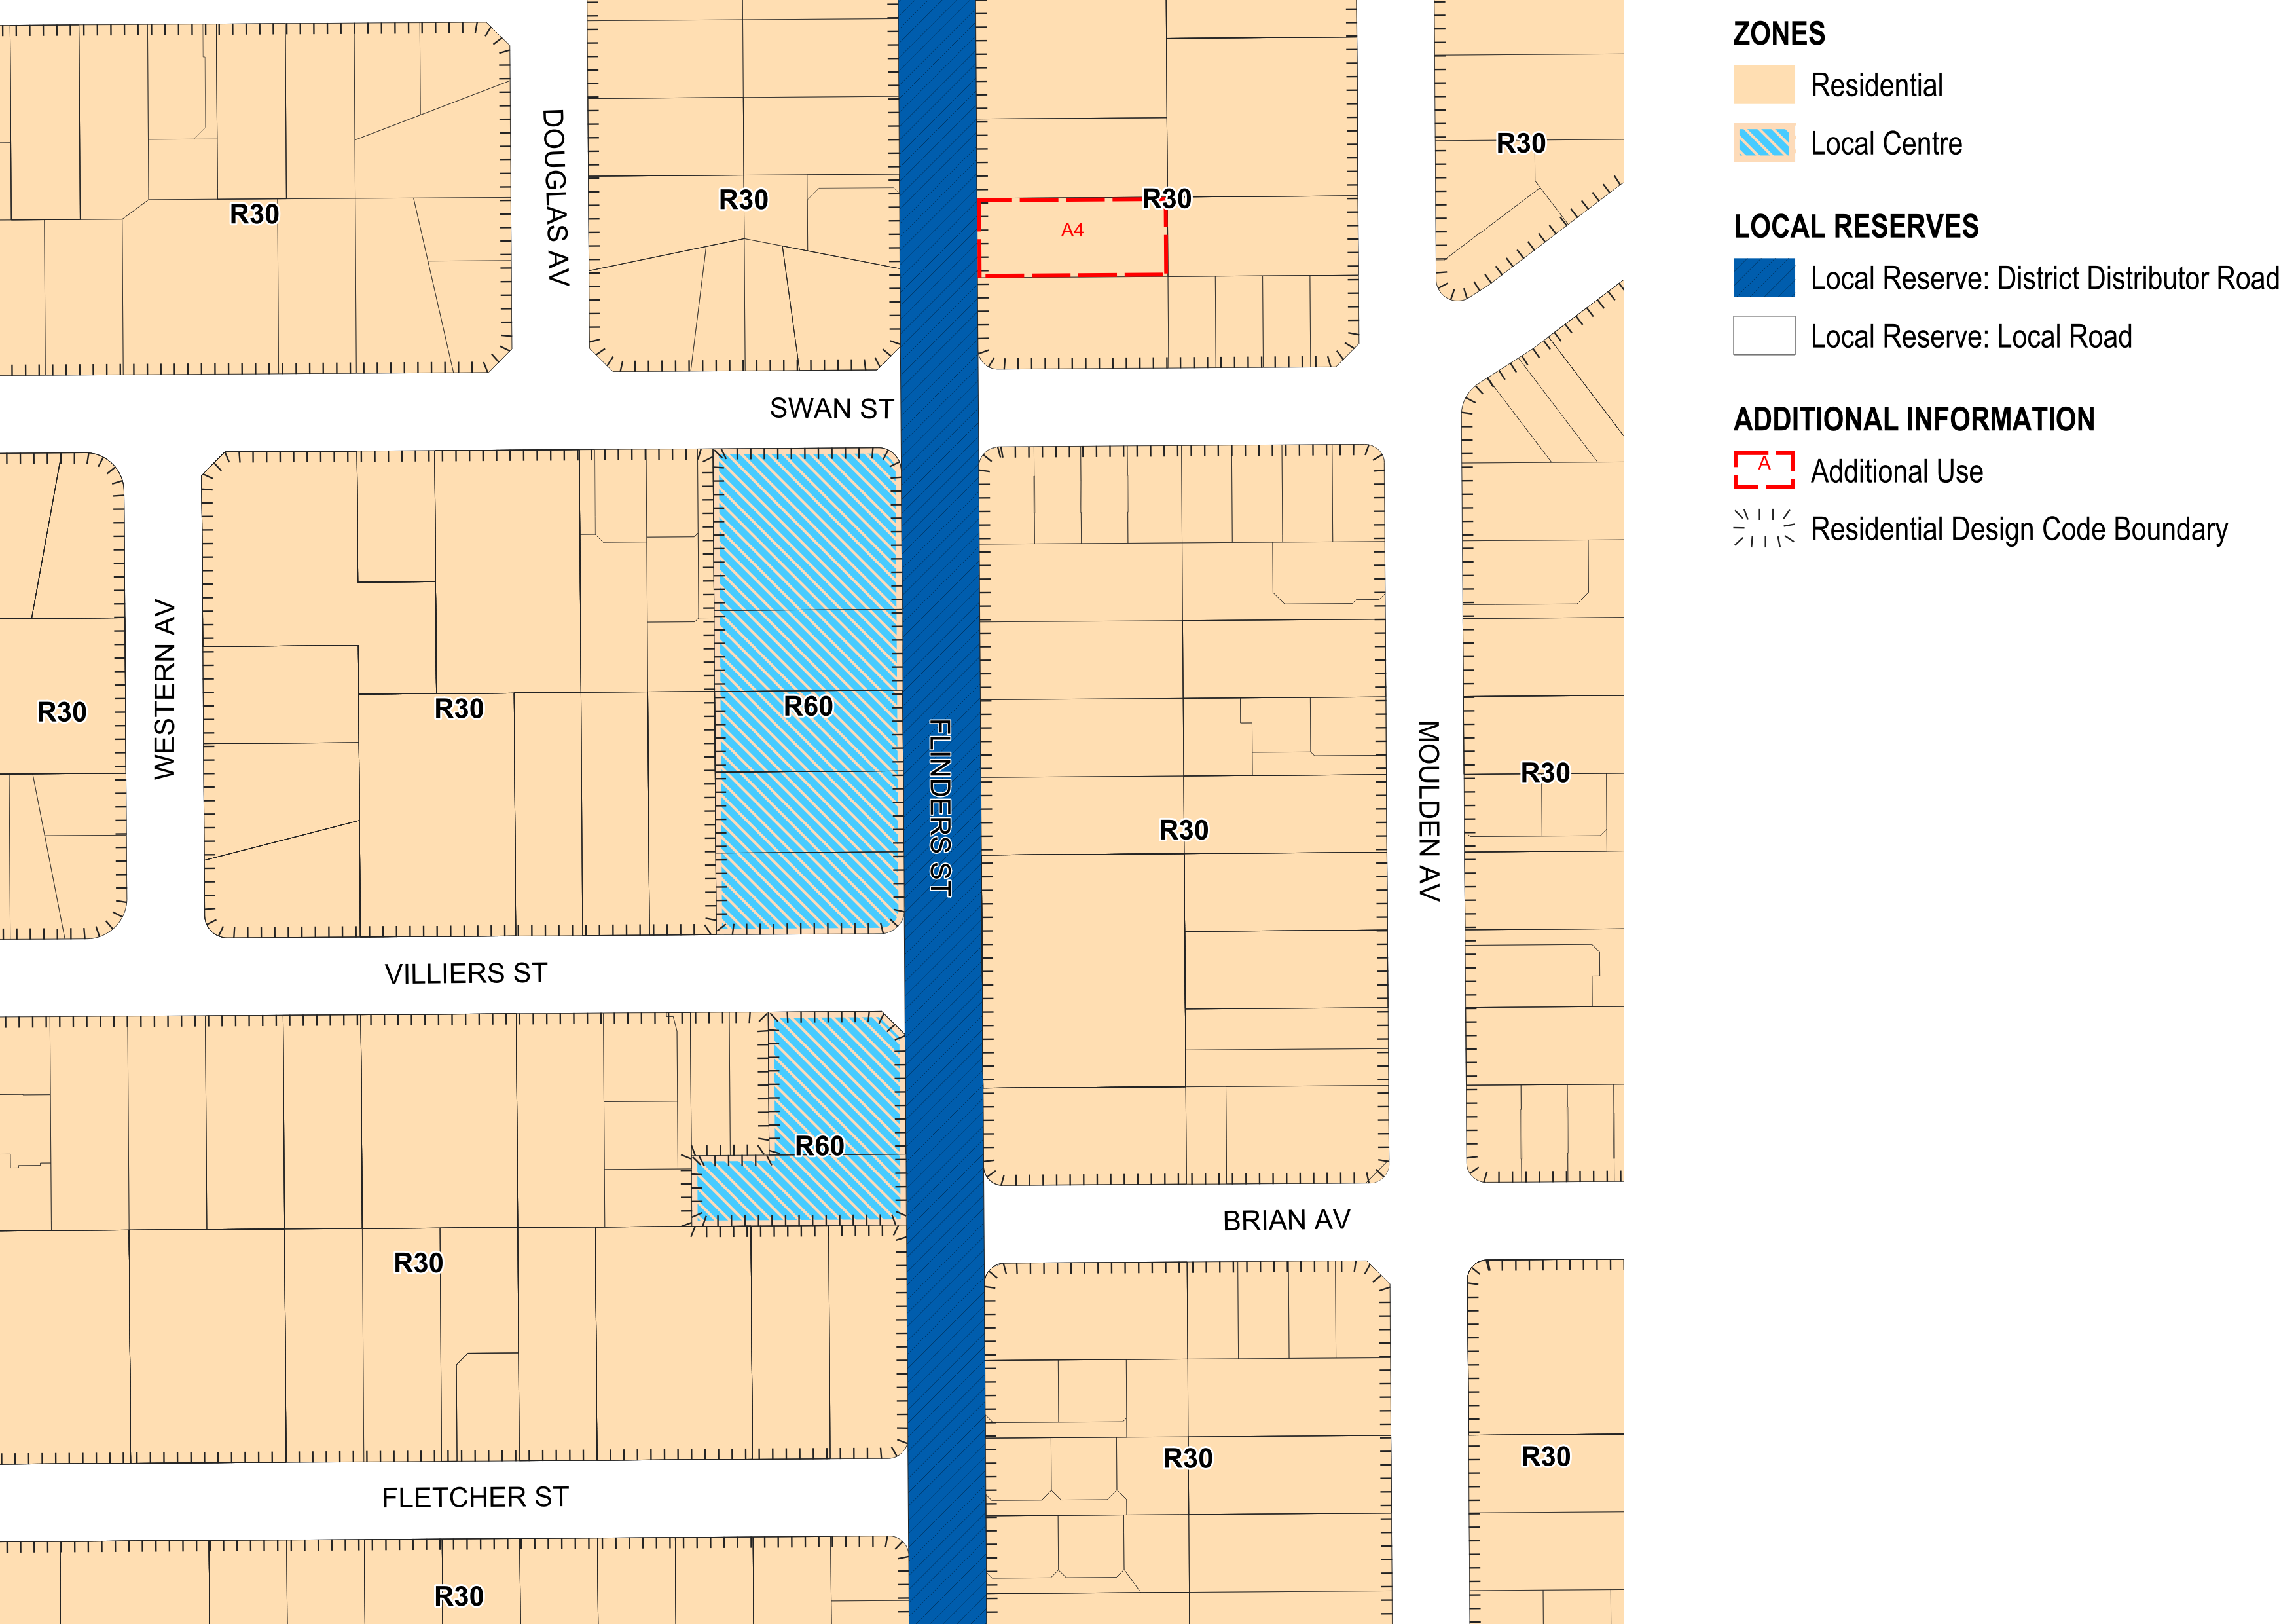 ZONES
Residential
Local Centre
LOCAL RESERVES
Local Reserve: District Distributor Road
Local Reserve: Local Road
ADDITIONAL INFORMATION
A
Additional Use
Residential Design Code Boundary
R30
DOUGLAS AV
R30
R30
A4
R30
SWAN ST
R30
WESTERN AV
R30
R60
FLINDERS ST
R30
MOULDEN AV
R30
VILLIERS ST
R60
R30
BRIAN AV
R30
R30
FLETCHER ST
R30